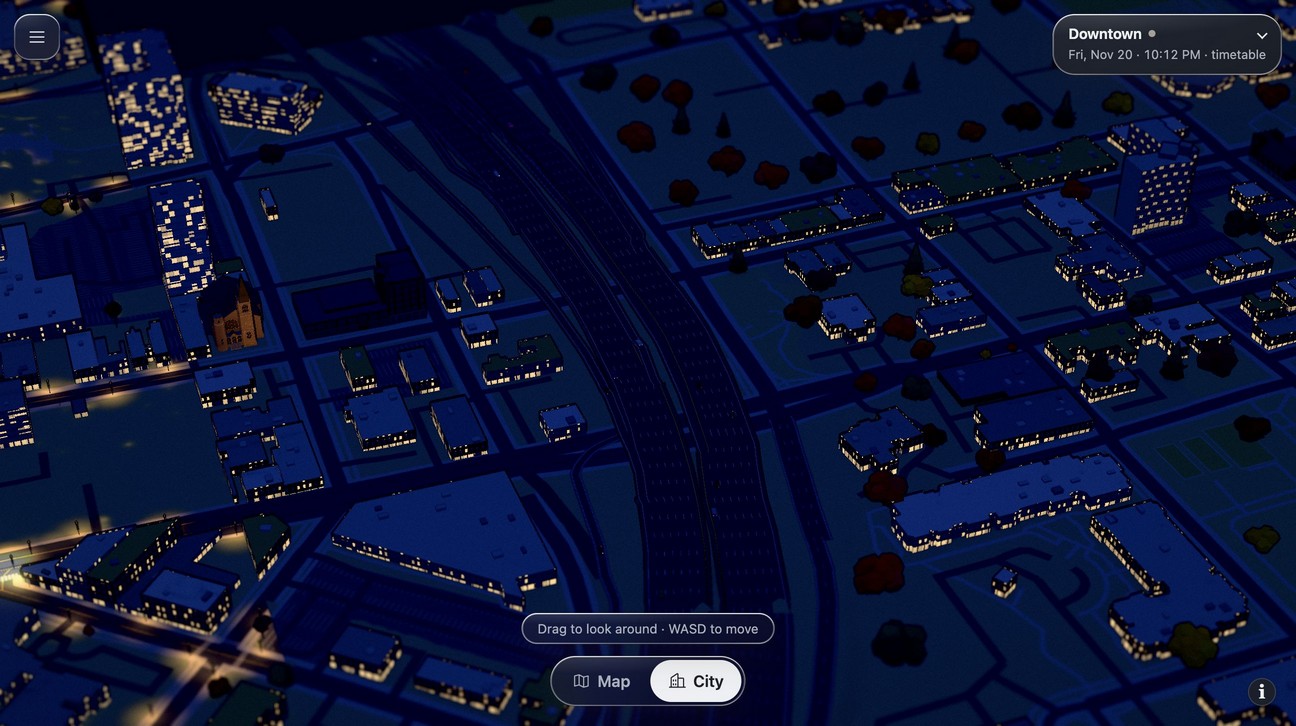 Downtown
Fri, Nov 20 · 10:12 PM · timetable
Drag to look around · WASD to move
Map
City
i